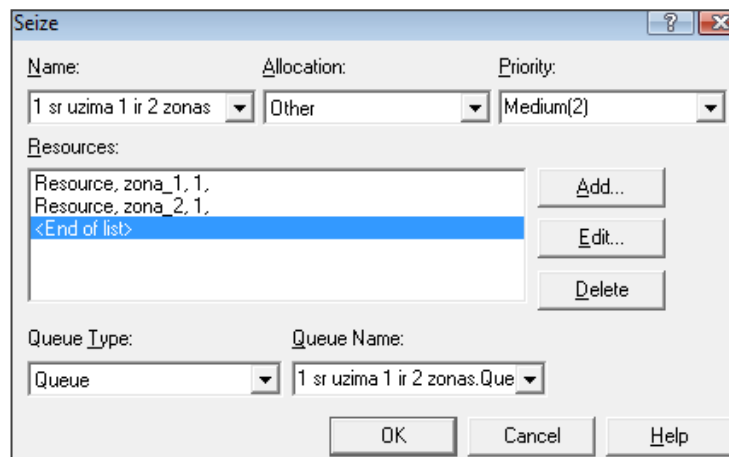 Seize
Name: Allocation: Priority:
1 sr uzima 1 ir 2 zonas Other Medium(2)
Resources:
Resource, zona_1, 1,
Resource, zona_2, 1,
<End of list>
Add...
Edit...
Delete
Queue Type: Queue Name:
Queue 1 sr uzima 1 ir 2 zonas.Que
OK Cancel Help